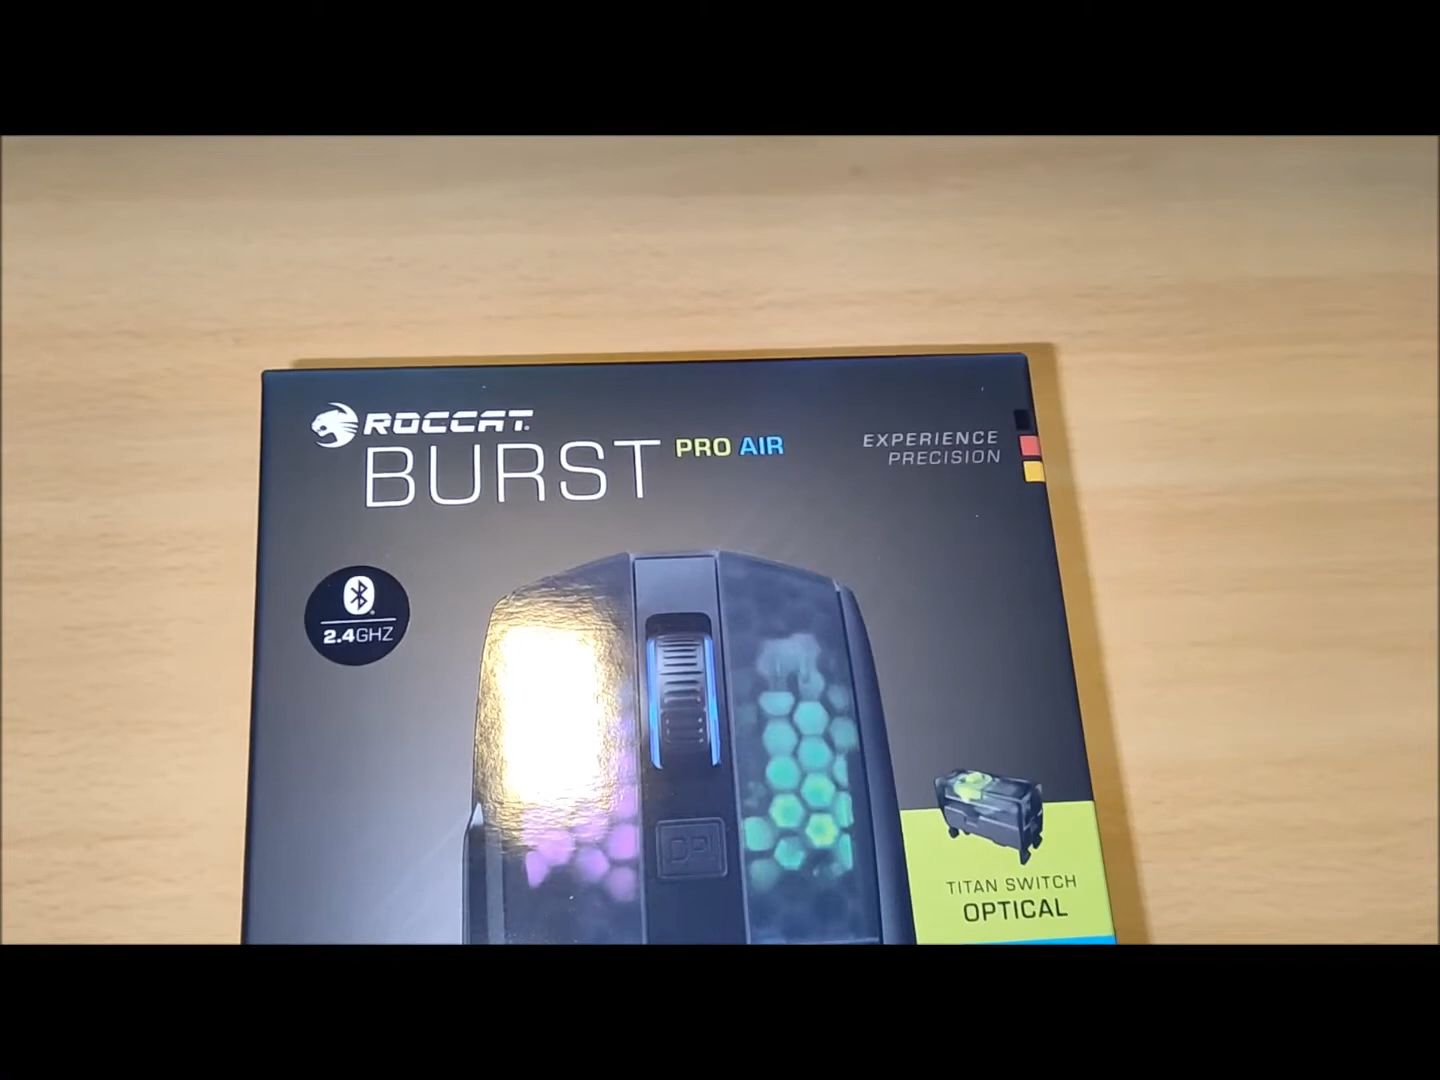 ROCCAT
BURST PRO AIR
EXPERIENCE
PRECISION
2.4GHZ
DPI
TITAN SWITCH
OPTICAL